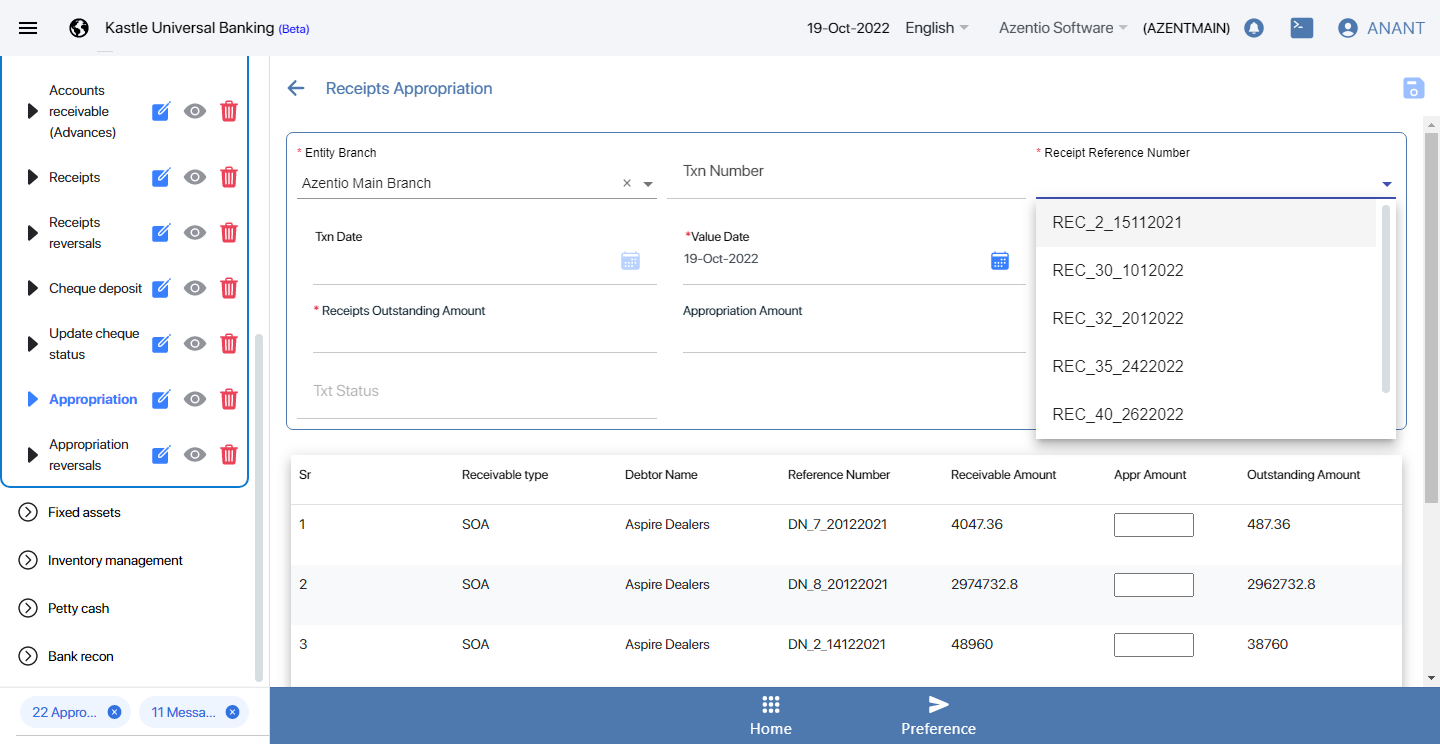 Kastle Universal Banking (Beta)
19-Oct-2022
English
Azentio Software
(AZENTMAIN)
ANANT
Accounts
receivable
(Advances)
Receipts
Receipts
reversals
Cheque deposit
Update cheque
status
Appropriation
Appropriation
reversals
Fixed assets
Inventory management
Petty cash
Bank recon
22 Appro...
11 Messa...
Receipts Appropriation
* Entity Branch
Azentio Main Branch
Txn Number
* Receipt Reference Number
REC_2_15112021
REC_30_1012022
REC_32_2012022
REC_35_2422022
REC_40_2622022
Txn Date
*Value Date
19-Oct-2022
* Receipts Outstanding Amount
Appropriation Amount
Txt Status
Sr Receivable type Debtor Name Reference Number Receivable Amount Appr Amount Outstanding Amount
1 SOA Aspire Dealers DN_7_20122021 4047.36 487.36
2 SOA Aspire Dealers DN_8_20122021 2974732.8 2962732.8
3 SOA Aspire Dealers DN_2_14122021 48960 38760
Home
Preference